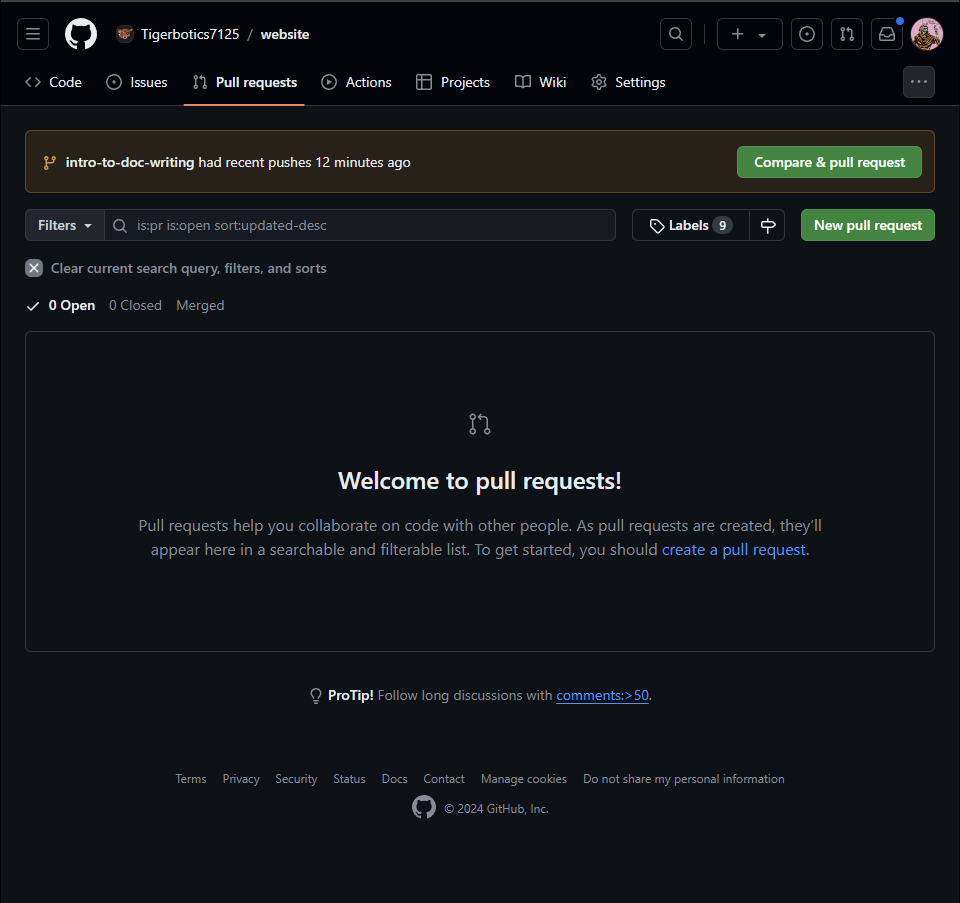 Tigerbotics7125 / website
Code Issues Pull requests Actions Projects Wiki Settings
intro-to-doc-writing had recent pushes 12 minutes ago Compare & pull request
Filters is:pr is:open sort:updated-desc Labels 9 New pull request
Clear current search query, filters, and sorts
0 Open 0 Closed Merged
Welcome to pull requests!
Pull requests help you collaborate on code with other people. As pull requests are created, they’ll
appear here in a searchable and filterable list. To get started, you should create a pull request.
ProTip! Follow long discussions with comments:>50.
Terms Privacy Security Status Docs Contact Manage cookies Do not share my personal information
© 2024 GitHub, Inc.